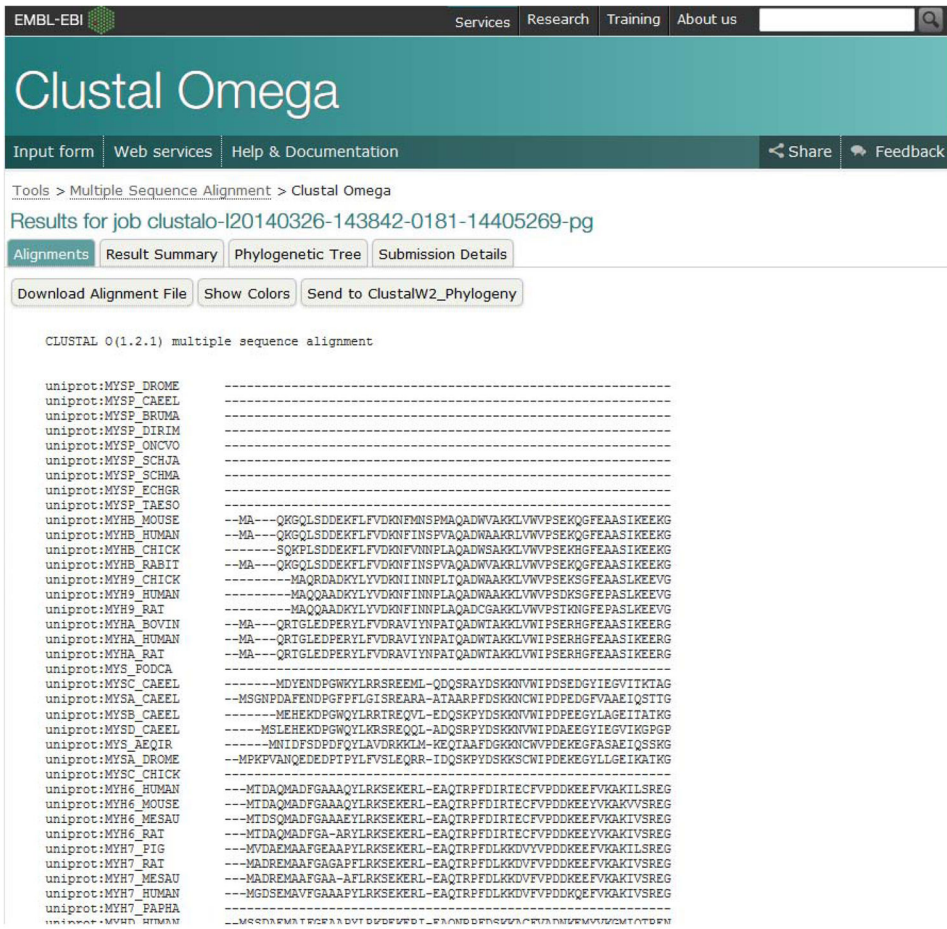 EMBL-EBI
Services Research Training About us
Clustal Omega
Input form Web services Help & Documentation Share Feedback
Tools > Multiple Sequence Alignment > Clustal Omega
Results for job clustalo-I20140326-143842-0181-14405269-pg
Alignments Result Summary Phylogenetic Tree Submission Details
Download Alignment File Show Colors Send to ClustalW2_Phylogeny
CLUSTAL O(1.2.1) multiple sequence alignment
uniprot:MYSP_DROME ------------------------------------------------------------
uniprot:MYSP_CAEEL ------------------------------------------------------------
uniprot:MYSP_BRUMA ------------------------------------------------------------
uniprot:MYSP_DIRIM ------------------------------------------------------------
uniprot:MYSP_ONCVO ------------------------------------------------------------
uniprot:MYSP_SCHJA ------------------------------------------------------------
uniprot:MYSP_SCHMA ------------------------------------------------------------
uniprot:MYSP_ECHGR ------------------------------------------------------------
uniprot:MYSP_TAESO ------------------------------------------------------------
uniprot:MYHB_MOUSE --MA---QKGQLSDDEKFLFVDKNFMNSPMAQADWVAKKLVWVPSEKQGFEAASIKEEKG
uniprot:MYHB_HUMAN --MA---QKGQLSDDEKFLFVDKNFINSPVAQADWAAKRLVWVPSEKQGFEAASIKEEKG
uniprot:MYHB_CHICK -------SQKPLSDDEKFLFVDKNFVNNPLAQADWSAKKLVWVPSEKHGFEAASIKEEKG
uniprot:MYHB_RABIT --MA---QKGQLSDDEKFLFVDKNFINSPVAQADWVAKRLVWVPSEKQGFEAASIKEEKG
uniprot:MYH9_CHICK ---------MAQRDADKYLYVDKNIINNPLTQADWAAKKLVWVPSEKSGFEAASLKEEVG
uniprot:MYH9_HUMAN ---------MAQQAADKYLYVDKNFINNPLAQADWAAKKLVWVPSDKSGFEPASLKEEVG
uniprot:MYH9_RAT ---------MAQQAADKYLYVDKNFINNPLAQADCGAKKLVWVPSTKNGFEPASLKEEVG
uniprot:MYHA_BOVIN --MA---QRTGLEDPERYLFVDRAVIYNPATQADWTAKKLVWIPSERHGFEAASIKEERG
uniprot:MYHA_HUMAN --MA---QRTGLEDPERYLFVDRAVIYNPATQADWTAKKLVWIPSERHGFEAASIKEERG
uniprot:MYHA_RAT --MA---QRTGLEDPERYLFVDRAVIYNPATQADWTAKKLVWIPSERHGFEAASIKEERG
uniprot:MYS_PODCA ------------------------------------------------------------
uniprot:MYSC_CAEEL -------MDYENDPGWKYLRRSREEML-QDQSRAYDSKKNVWIPDSEDGYIEGVITKTAG
uniprot:MYSA_CAEEL --MSGNPDAFENDPGFPFLGISREARA-ATAARPFDSKKNCWIPDPEDGFVAAEIQSTTG
uniprot:MYSB_CAEEL -------MEHEKDPGWQYLRRTREQVL-EDQSKPYDSKKNVWIPDPEEGYLAGEITATKG
uniprot:MYSD_CAEEL -----MSLEHEKDPGWQYLKRSREQQL-ADQSRPYDSKKNVWIPDAEEGYIEGVIKGPGP
uniprot:MYS_AEQIR ------MNIDFSDPDFQYLAVDRKKLM-KEQTAAFDGKKNCWVPDEKEGFASAEIQSSKG
uniprot:MYSA_DROME --MPKPVANQEDEDPTPYLFVSLEQRR-IDQSKPYDSKKSCWIPDEKEGYLLGEIKATKG
uniprot:MYSC_CHICK ------------------------------------------------------------
uniprot:MYH6_HUMAN ---MTDAQMADFGAAAQYLRKSEKERL-EAQTRPFDIRTECFVPDDKEEFVKAKILSREG
uniprot:MYH6_MOUSE ---MTDAQMADFGAAAQYLRKSEKERL-EAQTRPFDIRTECFVPDDKEEYVKAKVVSREG
uniprot:MYH6_MESAU ---MTDSQMADFGAAAEYLRKSEKERL-EAQTRPFDIRTECFVPDDKEEFVKAKIVSREG
uniprot:MYH6_RAT ---MTDAQMADFGA-ARYLRKSEKERL-EAQTRPFDIRTECFVPDDKEEYVKAKIVSREG
uniprot:MYH7_PIG ---MVDAEMAAFGEAAPYLRKSEKERL-EAQTRPFDLKKDVYVPDDKEEFVKAKILSREG
uniprot:MYH7_RAT ---MADREMAAFGAGAPFLRKSEKERL-EAQTRPFDLKKDVFVPDDKEEFVKAKIVSREG
uniprot:MYH7_MESAU ---MADREMAAFGAA-AFLRKSEKERL-EAQTRPFDLKKDVFVPDDKEEFVKAKIVSREG
uniprot:MYH7_HUMAN ---MGDSEMAVFGAAAPYLRKSEKERL-EAQTRPFDLKKDVFVPDDKQEFVKAKIVSREG
uniprot:MYH7_PAPHA ------------------------------------------------------------
uniprot:MYHD_HUMAN ---MSSDAEMAIFGEAAPYLRKPEKERI-EAQNRPFDSKKACFVADNKEMYVKGMIQTREN